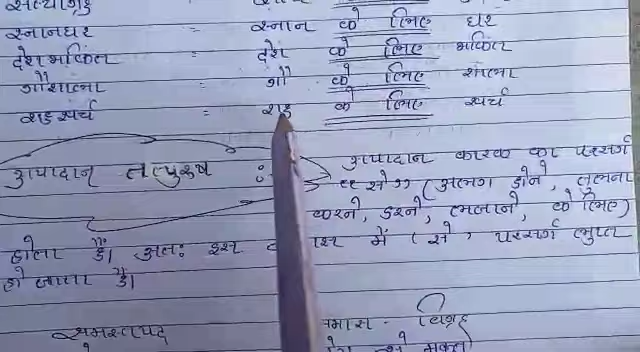 सत्याग्रह
स्नानघर = स्नान के लिए घर
देशभक्ति = देश के लिए भक्ति
गौशाला = गौ के लिए शाला
राहखर्च = राह के लिए खर्च
अपादान तत्पुरुष : अपादान कारक का परसर्ग
"से" (अलग होने, तुलना
करने, डरने, लजाने, के लिए)
होता है। अतः इस में 'से' परसर्ग लुप्त
हो जाता है।
समस्तपद समास-विग्रह